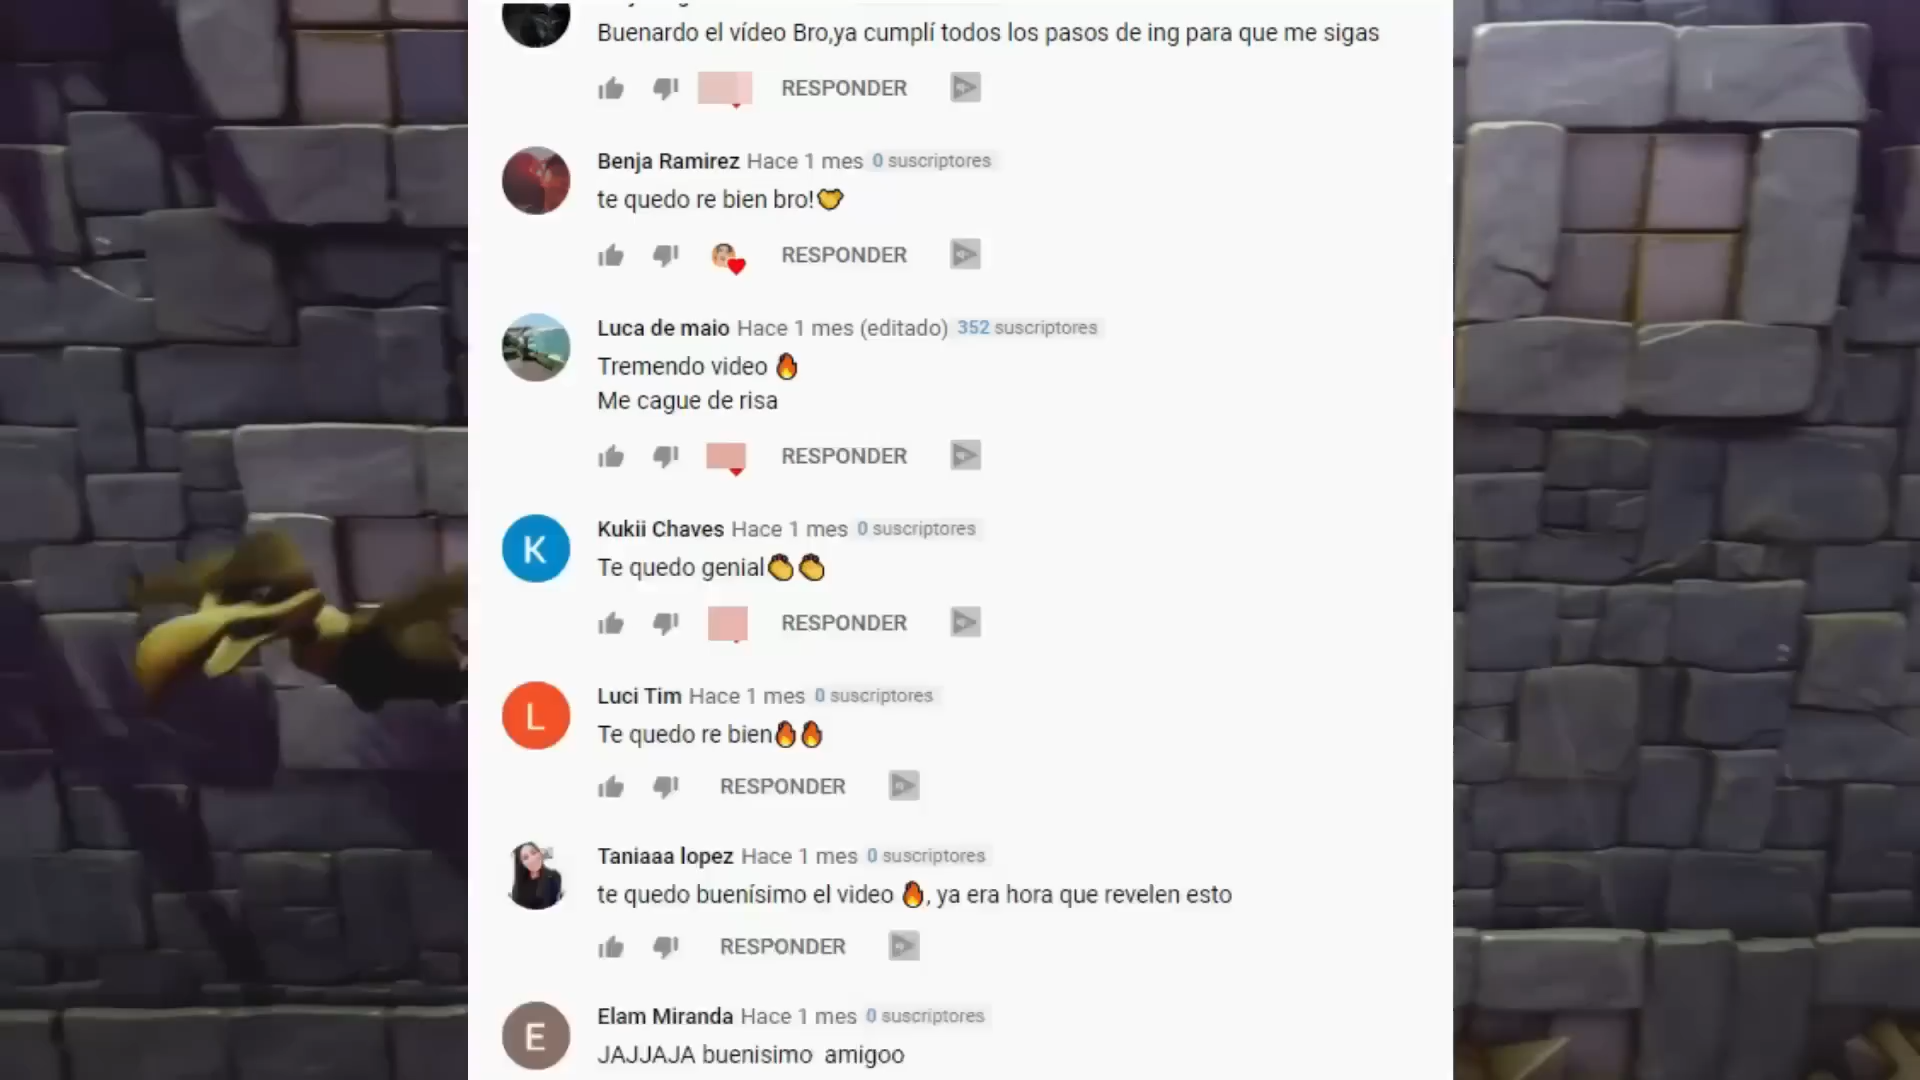 Buenardo el vídeo Bro,ya cumplí todos los pasos de ing para que me sigas
RESPONDER
Benja Ramirez Hace 1 mes 0 suscriptores
te quedo re bien bro!
RESPONDER
Luca de maio Hace 1 mes (editado) 352 suscriptores
Tremendo video 🔥
Me cague de risa
RESPONDER
K
Kukii Chaves Hace 1 mes 0 suscriptores
Te quedo genial👏👏
RESPONDER
L
Luci Tim Hace 1 mes 0 suscriptores
Te quedo re bien🔥🔥
RESPONDER
Taniaaa lopez Hace 1 mes 0 suscriptores
te quedo buenísimo el video 🔥, ya era hora que revelen esto
RESPONDER
E
Elam Miranda Hace 1 mes 0 suscriptores
JAJJAJA buenisimo amigoo